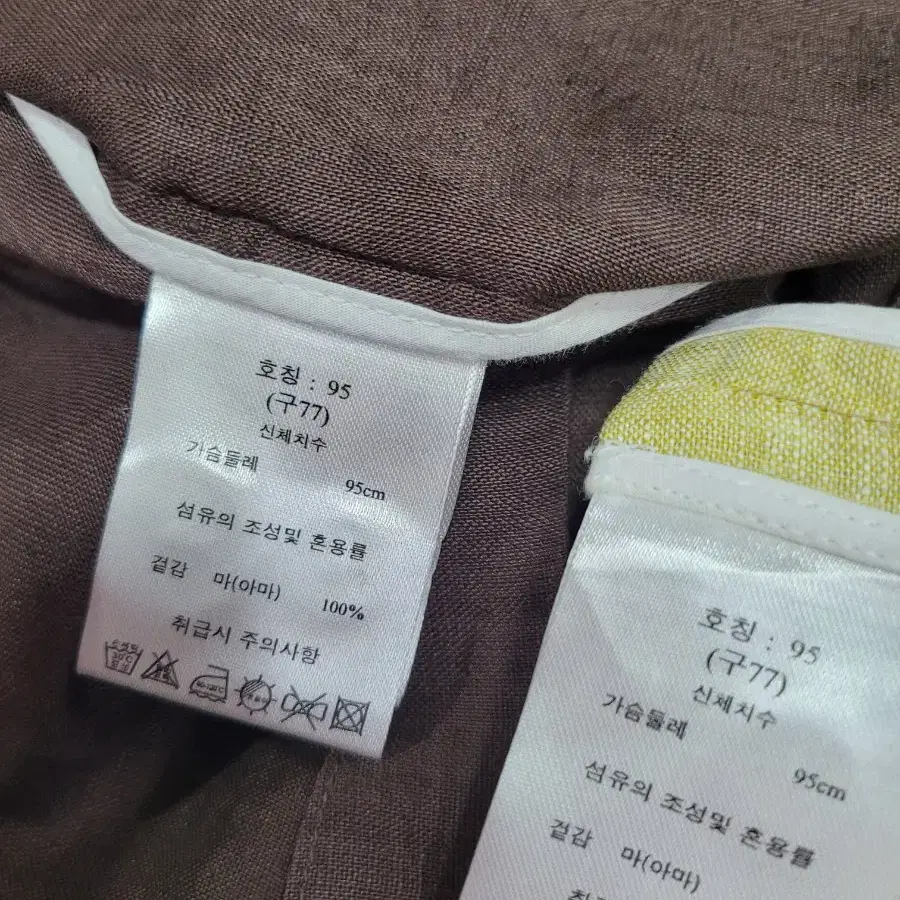 호칭 : 95
(구77)
신체치수
가슴둘레 95cm
섬유의 조성및 혼용률
겉감 마(아마) 100%
취급시 주의사항
호칭 : 95
(구77)
신체치수
가슴둘레 95cm
섬유의 조성및 혼용률
겉감 마(아마)